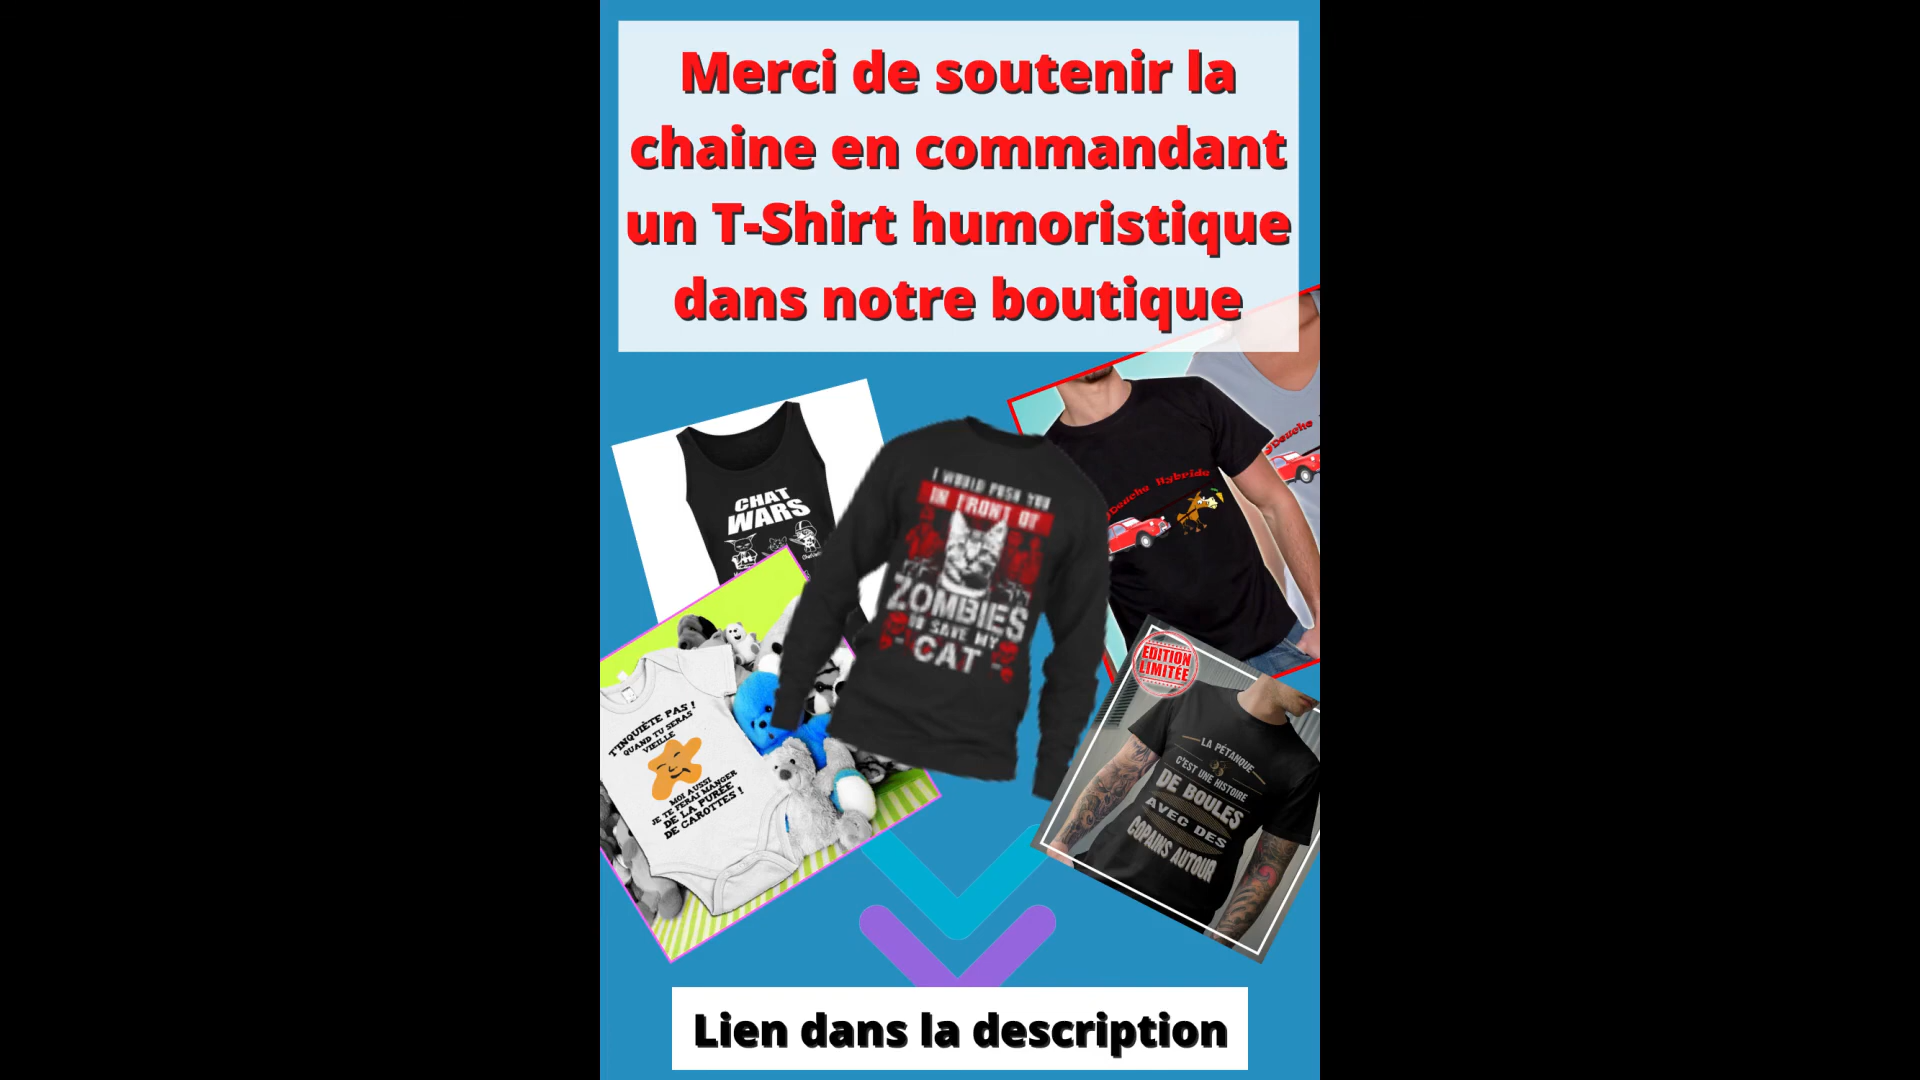 Merci de soutenir la
chaine en commandant
un T-Shirt humoristique
dans notre boutique
CHAT
WARS
I WOULD PUSH YOU
IN FRONT OF
ZOMBIES
TO SAVE MY
CAT
Deuche Hybride
Deuche
T'INQUIÈTE PAS !
QUAND TU SERAS
VIEILLE
MOI AUSSI
JE TE FERAI MANGER
DE LA PURÉE
DE CAROTTES !
EDITION
LIMITÉE
LA PÉTANQUE
C'EST UNE HISTOIRE
DE BOULES
AVEC DES
COPAINS AUTOUR
Lien dans la description